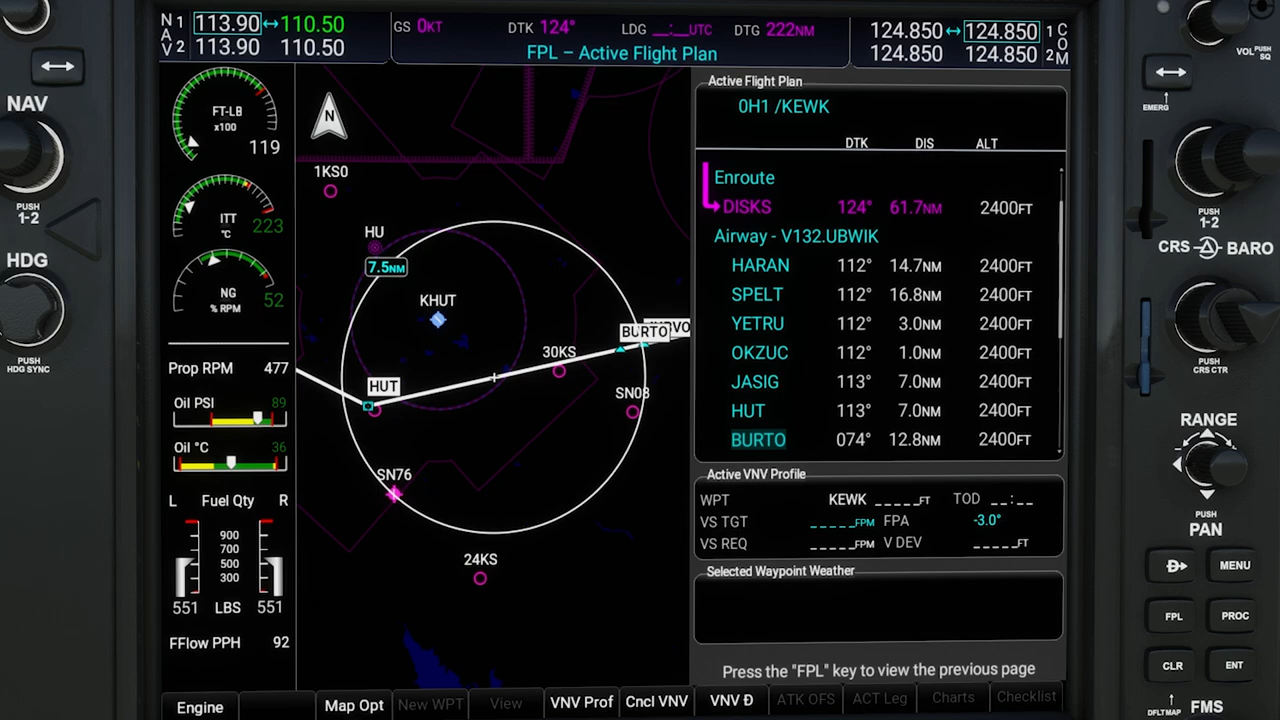 N 1 113.90 ↔ 110.50
A
V 2 113.90 110.50
GS 0KT DTK 124° LDG __:__UTC DTG 222NM
FPL – Active Flight Plan
124.850 ↔ 124.850 1 C
O
124.850 124.850 2 M
VOL PUSH SQ
EMERG
NAV
PUSH
1-2
HDG
PUSH
HDG SYNC
FT-LB
x100
119
ITT
°C
223
NG
% RPM
52
Prop RPM 477
Oil PSI 89
Oil °C 36
L Fuel Qty R
900
700
500
300
551 LBS 551
FFlow PPH 92
N
1KS0
HU
7.5NM
KHUT
BURTO
30KS
HUT
SN08
SN76
24KS
Active Flight Plan
0H1 /KEWK
DTK DIS ALT
Enroute
DISKS 124° 61.7NM 2400FT
Airway - V132.UBWIK
HARAN 112° 14.7NM 2400FT
SPELT 112° 16.8NM 2400FT
YETRU 112° 3.0NM 2400FT
OKZUC 112° 1.0NM 2400FT
JASIG 113° 7.0NM 2400FT
HUT 113° 7.0NM 2400FT
BURTO 074° 12.8NM 2400FT
Active VNV Profile
WPT KEWK _____FT TOD __:__
VS TGT _____FPM FPA -3.0°
VS REQ _____FPM V DEV _____FT
Selected Waypoint Weather
Press the "FPL" key to view the previous page
Engine Map Opt New WPT View VNV Prof Cncl VNV VNV D ATK OFS ACT Leg Charts Checklist
PUSH
1-2
CRS BARO
PUSH
CRS CTR
RANGE
PUSH
PAN
D MENU
FPL PROC
CLR ENT
DFLT MAP FMS